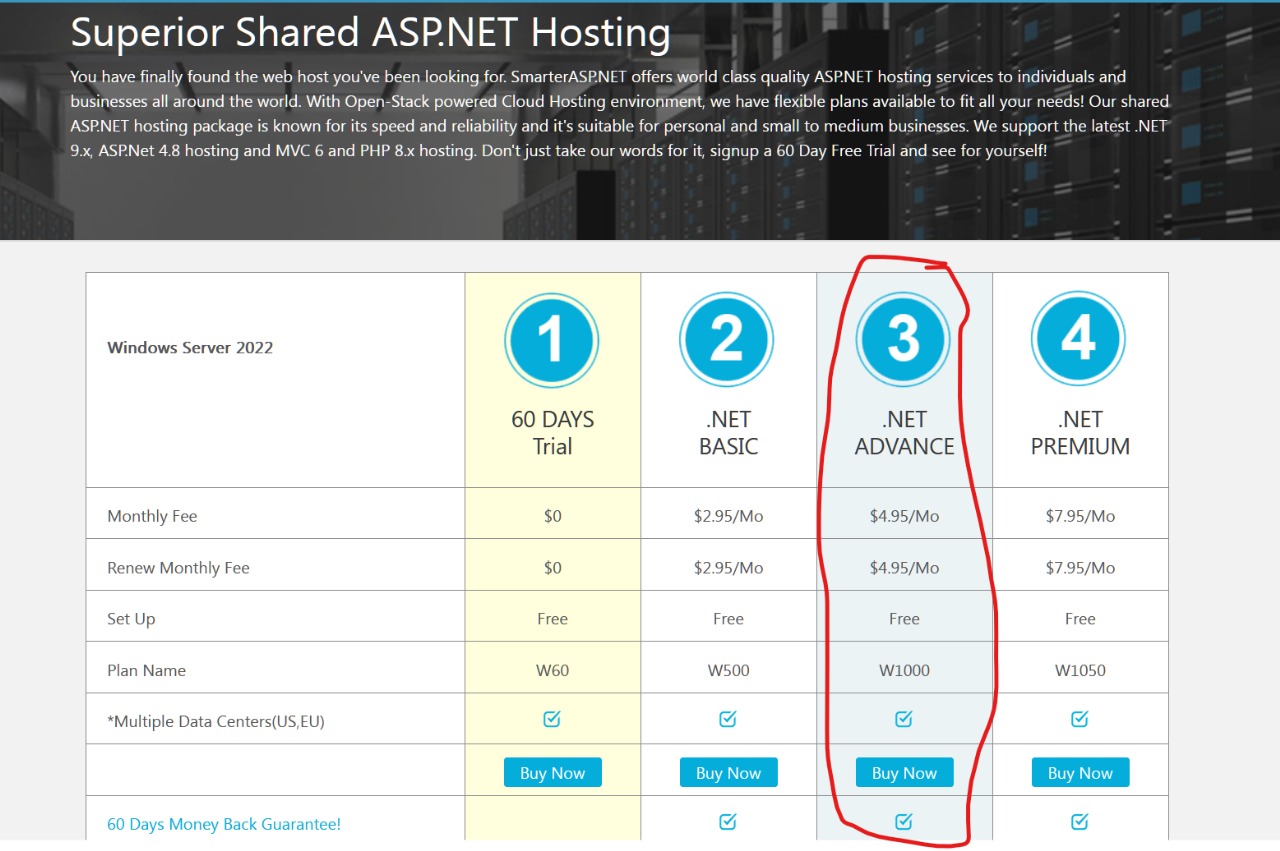 Superior Shared ASP.NET Hosting
You have finally found the web host you've been looking for. SmarterASP.NET offers world class quality ASP.NET hosting services to individuals and
businesses all around the world. With Open-Stack powered Cloud Hosting environment, we have flexible plans available to fit all your needs! Our shared
ASP.NET hosting package is known for its speed and reliability and it's suitable for personal and small to medium businesses. We support the latest .NET
9.x, ASP.Net 4.8 hosting and MVC 6 and PHP 8.x hosting. Don't just take our words for it, signup a 60 Day Free Trial and see for yourself!
Windows Server 2022
1
60 DAYS
Trial
2
.NET
BASIC
3
.NET
ADVANCE
4
.NET
PREMIUM
Monthly Fee $0 $2.95/Mo $4.95/Mo $7.95/Mo
Renew Monthly Fee $0 $2.95/Mo $4.95/Mo $7.95/Mo
Set Up Free Free Free Free
Plan Name W60 W500 W1000 W1050
*Multiple Data Centers(US,EU)
Buy Now Buy Now Buy Now Buy Now
60 Days Money Back Guarantee!